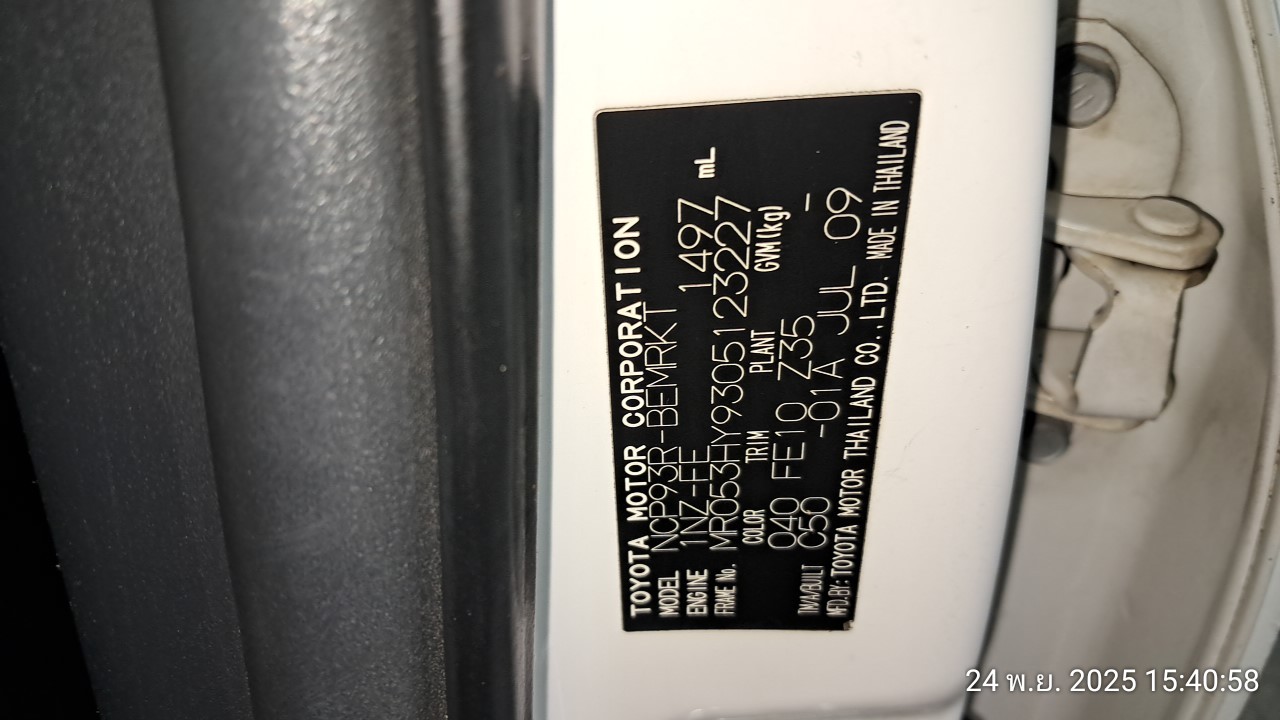 TOYOTA MOTOR CORPORATION
MODEL NCP93R-BEMRKT
ENGINE 1NZ-FE 1497 mL
FRAME No. MR053HY9305123227
COLOR TRIM PLANT GVM(kg)
040 FE10 Z35 -
T/A/BUILT C50 -01A JUL 09
MFD.BY: TOYOTA MOTOR THAILAND CO.,LTD. MADE IN THAILAND
24 พ.ย. 2025 15:40:58